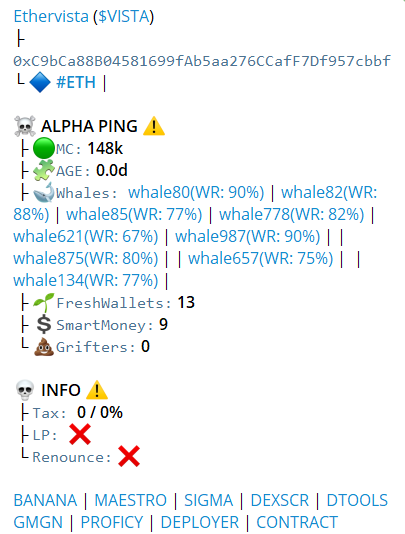 Ethervista ($VISTA)
├
0xC9bCa88B04581699fAb5aa276CCafF7Df957cbbf
└ 🔷 #ETH |
☠️ ALPHA PING ⚠️
├ 🟢MC: 148k
├ 🧩AGE: 0.0d
├ 🐋Whales: whale80(WR: 90%) | whale82(WR:
88%) | whale85(WR: 77%) | whale778(WR: 82%) |
whale621(WR: 67%) | whale987(WR: 90%) | |
whale875(WR: 80%) | | whale657(WR: 75%) | |
whale134(WR: 77%) |
├ 🌱FreshWallets: 13
├ 💲SmartMoney: 9
└ 💩Grifters: 0
💀 INFO ⚠️
├ Tax: 0 / 0%
├ LP: ❌
└ Renounce: ❌
BANANA | MAESTRO | SIGMA | DEXSCR | DTOOLS
GMGN | PROFICY | DEPLOYER | CONTRACT